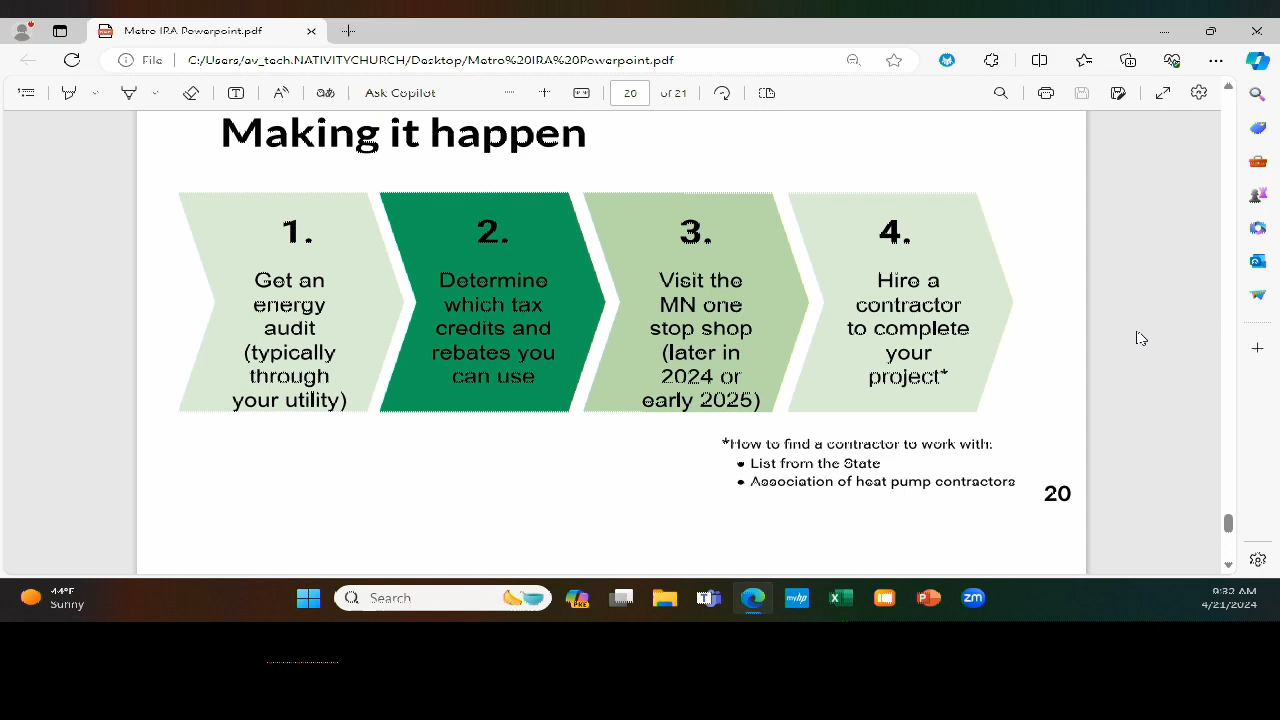 Metro IRA Powerpoint.pdf
File
C:/Users/av_tech.NATIVITYCHURCH/Desktop/Metro%20IRA%20Powerpoint.pdf
Ask Copilot
20 of 21
Making it happen
1.
Get an
energy
audit
(typically
through
your utility)
2.
Determine
which tax
credits and
rebates you
can use
3.
Visit the
MN one
stop shop
(later in
2024 or
early 2025)
4.
Hire a
contractor
to complete
your
project*
*How to find a contractor to work with:
• List from the State
• Association of heat pump contractors
20
44°F
Sunny
Search
PRE
myhp
zm
9:32 AM
4/21/2024